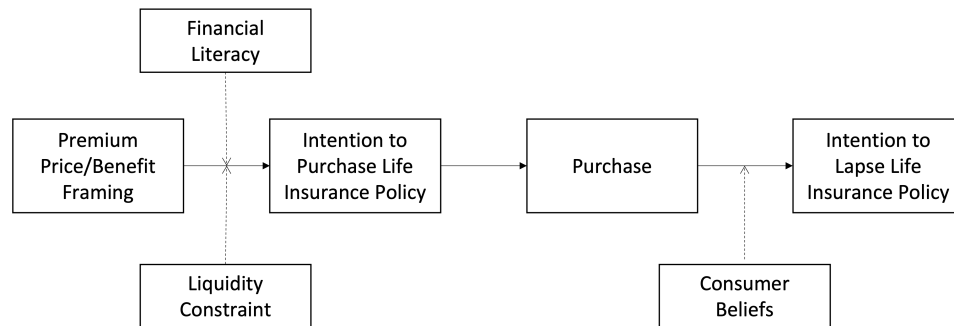 Financial
Literacy
Premium
Price/Benefit
Framing
Intention to
Purchase Life
Insurance Policy
Purchase
Intention to
Lapse Life
Insurance Policy
Liquidity
Constraint
Consumer
Beliefs